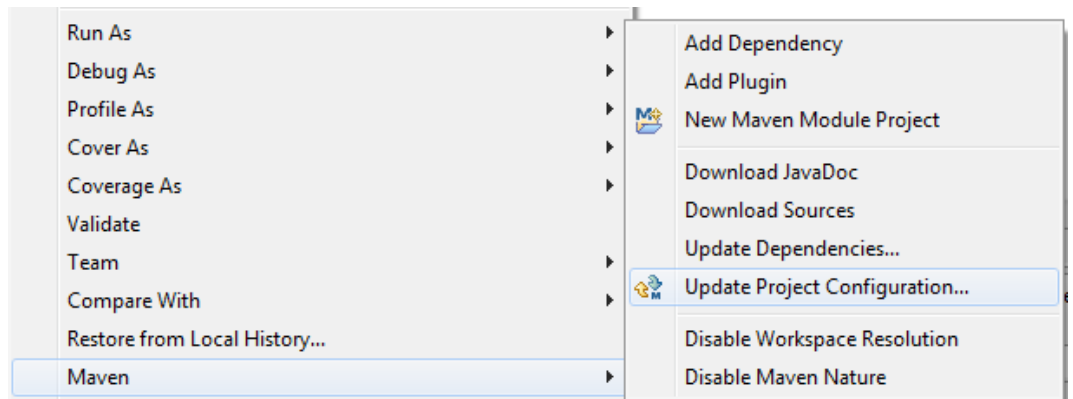 Run As
Debug As
Profile As
Cover As
Coverage As
Validate
Team
Compare With
Restore from Local History...
Maven
Add Dependency
Add Plugin
New Maven Module Project
Download JavaDoc
Download Sources
Update Dependencies...
Update Project Configuration...
Disable Workspace Resolution
Disable Maven Nature